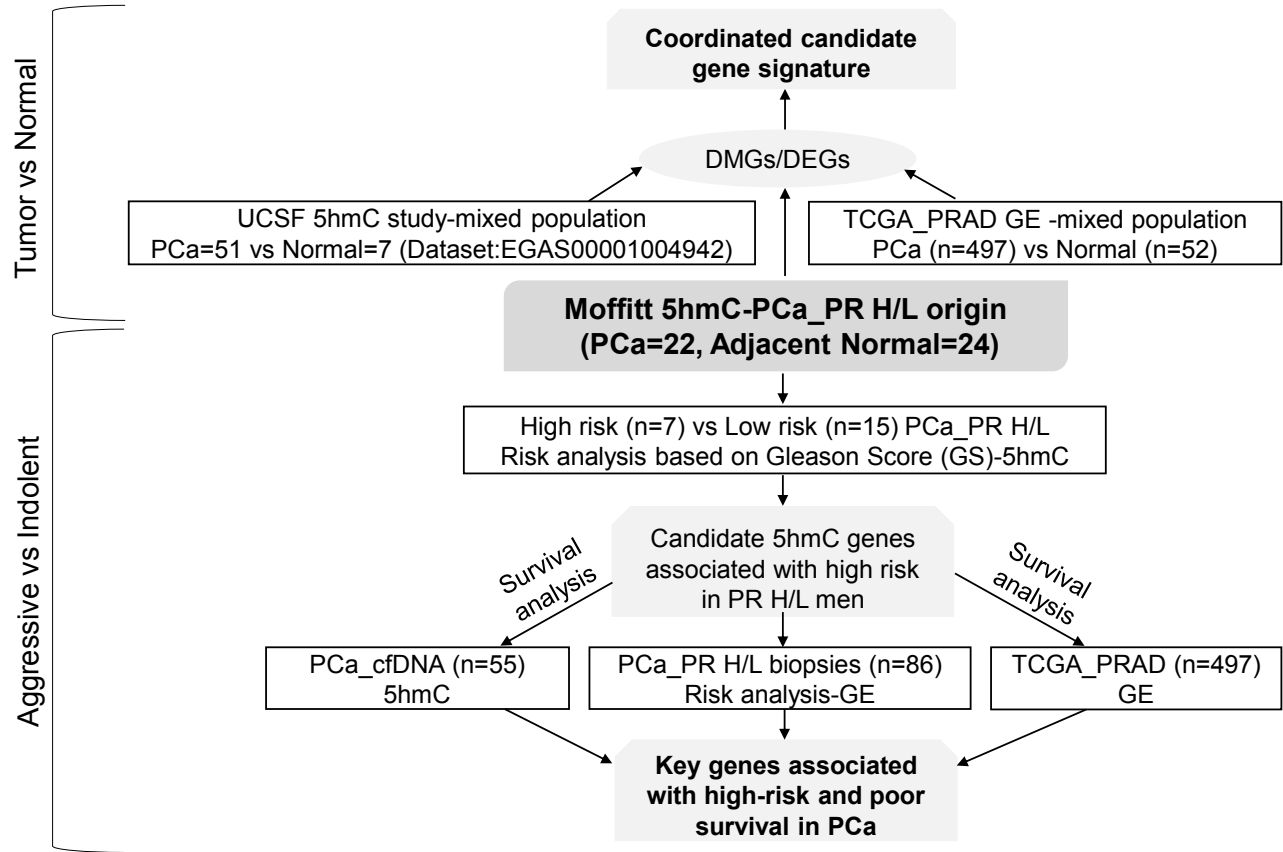 Tumor vs Normal
Coordinated candidate
gene signature
DMGs/DEGs
UCSF 5hmC study-mixed population
PCa=51 vs Normal=7 (Dataset:EGAS00001004942)
TCGA_PRAD GE -mixed population
PCa (n=497) vs Normal (n=52)
Moffitt 5hmC-PCa_PR H/L origin
(PCa=22, Adjacent Normal=24)
Aggressive vs Indolent
High risk (n=7) vs Low risk (n=15) PCa_PR H/L
Risk analysis based on Gleason Score (GS)-5hmC
Candidate 5hmC genes
associated with high risk
in PR H/L men
Survival
analysis
Survival
analysis
PCa_cfDNA (n=55)
5hmC
PCa_PR H/L biopsies (n=86)
Risk analysis-GE
TCGA_PRAD (n=497)
GE
Key genes associated
with high-risk and poor
survival in PCa